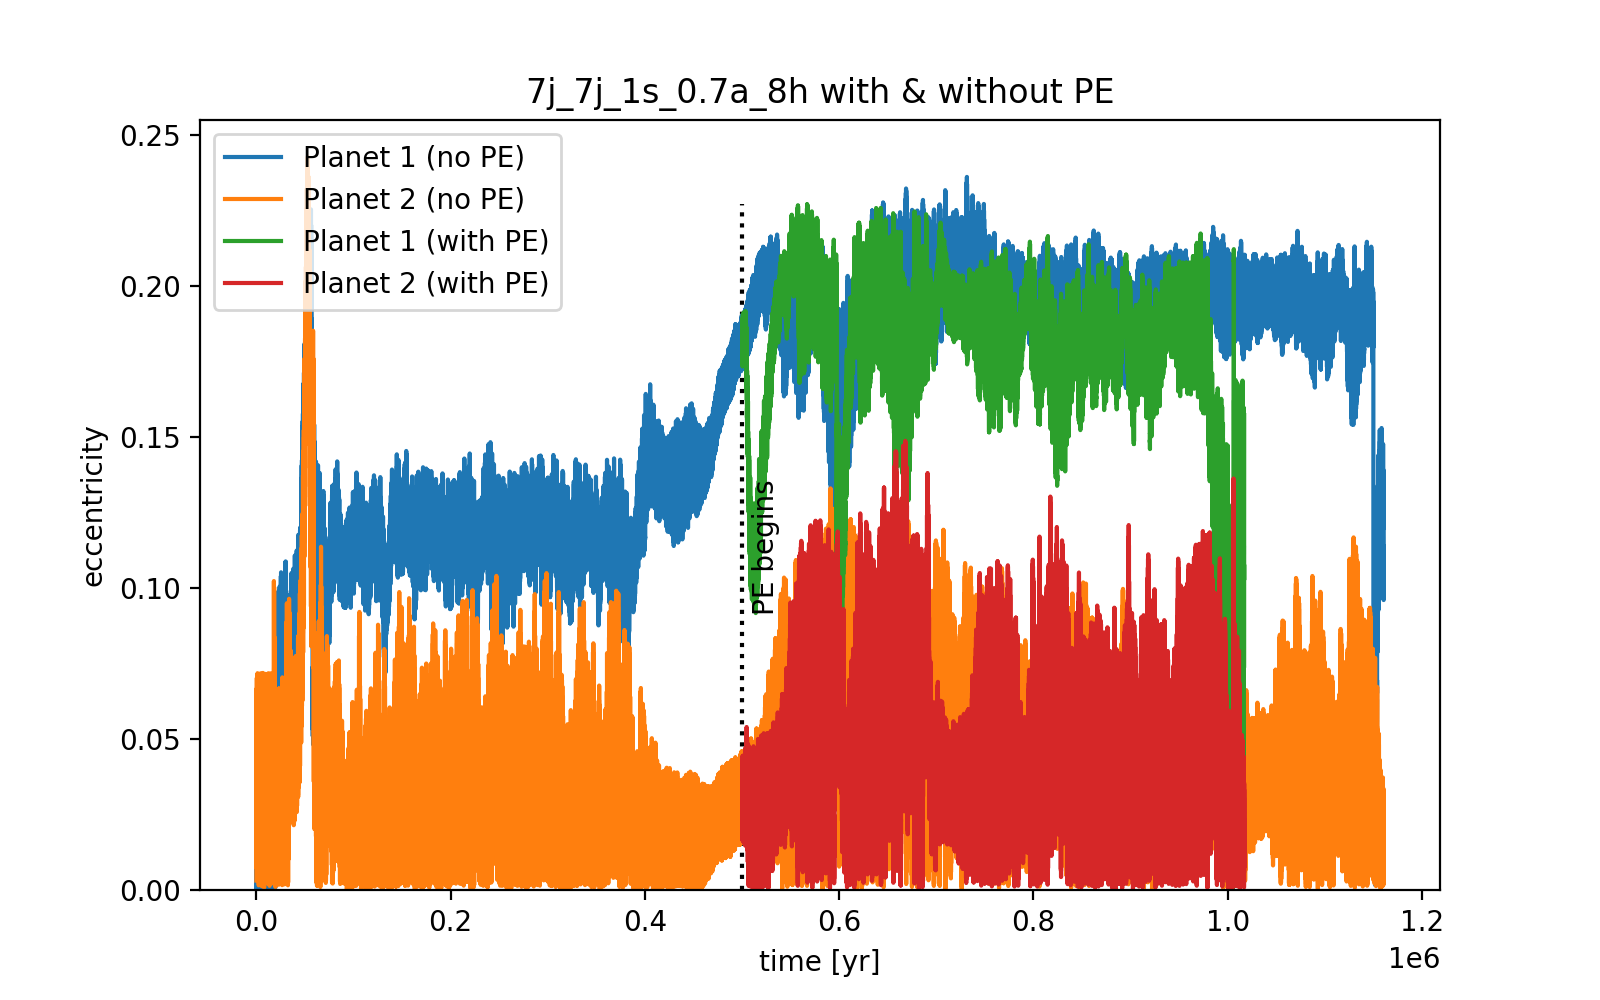 7j_7j_1s_0.7a_8h with & without PE
Planet 1 (no PE)
Planet 2 (no PE)
Planet 1 (with PE)
Planet 2 (with PE)
eccentricity
0.25
0.20
0.15
0.10
0.05
0.00
PE begins
0.0 0.2 0.4 0.6 0.8 1.0 1.2
time [yr]
1e6